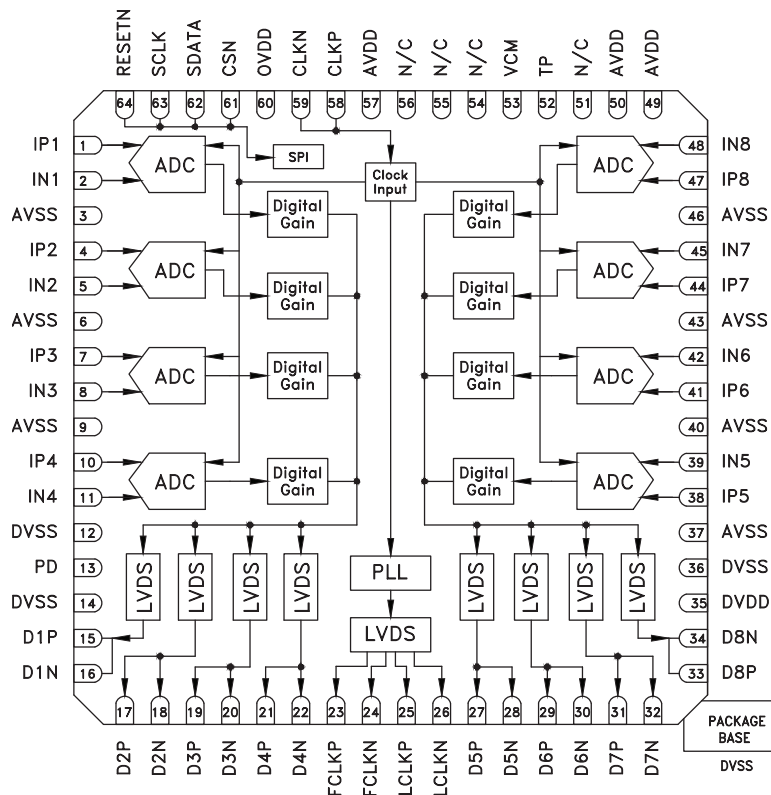 RESETN SCLK SDATA CSN OVDD CLKN CLKP AVDD N/C N/C N/C VCM TP N/C AVDD AVDD
64 63 62 61 60 59 58 57 56 55 54 53 52 51 50 49
IP1 1 ADC SPI Clock Input ADC 48 IN8
IN1 2 47 IP8
AVSS 3 Digital Gain Digital Gain 46 AVSS
IP2 4 ADC ADC 45 IN7
IN2 5 Digital Gain Digital Gain 44 IP7
AVSS 6 43 AVSS
IP3 7 ADC Digital Gain Digital Gain ADC 42 IN6
IN3 8 41 IP6
AVSS 9 40 AVSS
IP4 10 ADC Digital Gain Digital Gain ADC 39 IN5
IN4 11 38 IP5
DVSS 12 37 AVSS
PD 13 LVDS LVDS LVDS LVDS PLL LVDS LVDS LVDS LVDS 36 DVSS
DVSS 14 35 DVDD
D1P 15 LVDS 34 D8N
D1N 16 33 D8P
17 18 19 20 21 22 23 24 25 26 27 28 29 30 31 32
D2P D2N D3P D3N D4P D4N FCLKP FCLKN LCLKP LCLKN D5P D5N D6P D6N D7P D7N
PACKAGE
BASE
DVSS